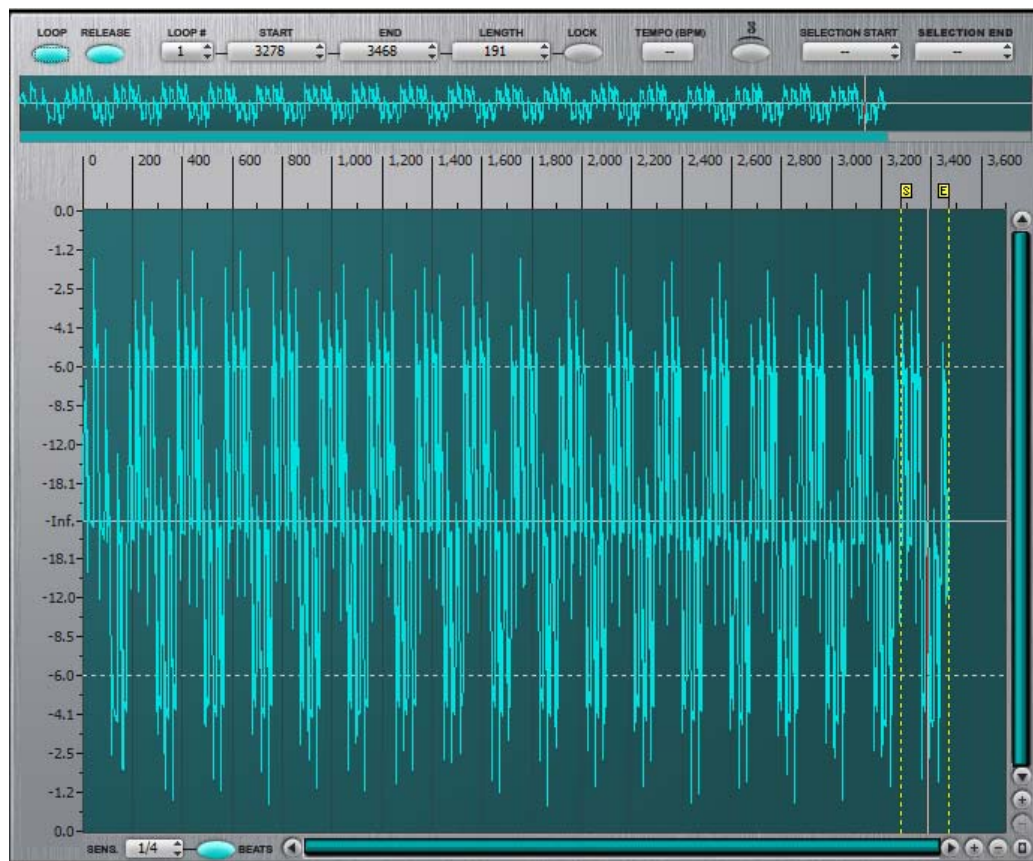 LOOP RELEASE LOOP # START END LENGTH LOCK TEMPO (BPM) SELECTION START SELECTION END
1 3278 3468 191 -- -- --
0 200 400 600 800 1,000 1,200 1,400 1,600 1,800 2,000 2,200 2,400 2,600 2,800 3,000 3,200 3,400 3,600
S E
0.0
-1.2
-2.5
-4.1
-6.0
-8.5
-12.0
-18.1
-Inf.
-18.1
-12.0
-8.5
-6.0
-4.1
-2.5
-1.2
0.0
SENS. 1/4 BEATS